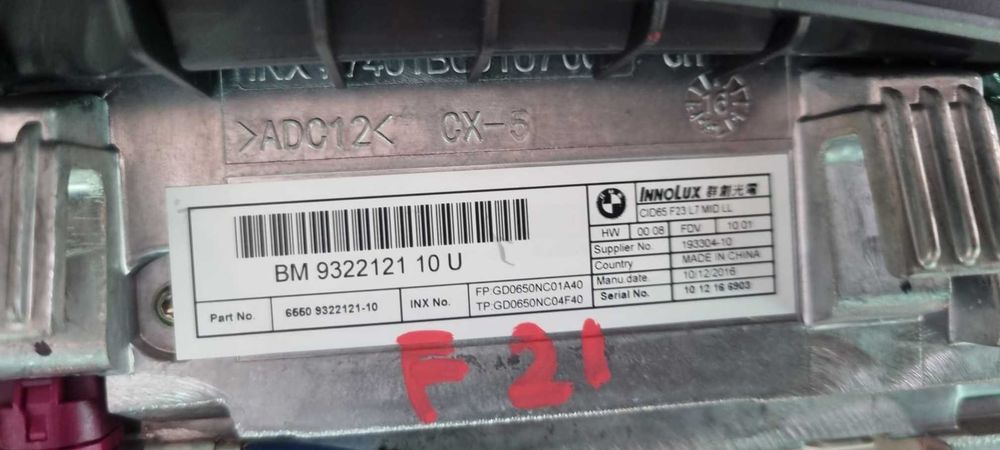 >ADC12< CX-5
16
BM 9322121 10 U
Part No. 6550 9322121-10 INX No. FP:GD0650NC01A40
TP:GD0650NC04F40
INNOLUX 群創光電
CID65 F23 L7 MID LL
HW 00 08 FDV 10 01
Supplier No. 193304-10
Country MADE IN CHINA
Manu.date. 10/12/2016
Serial No. 10 12 16 6903
F 21